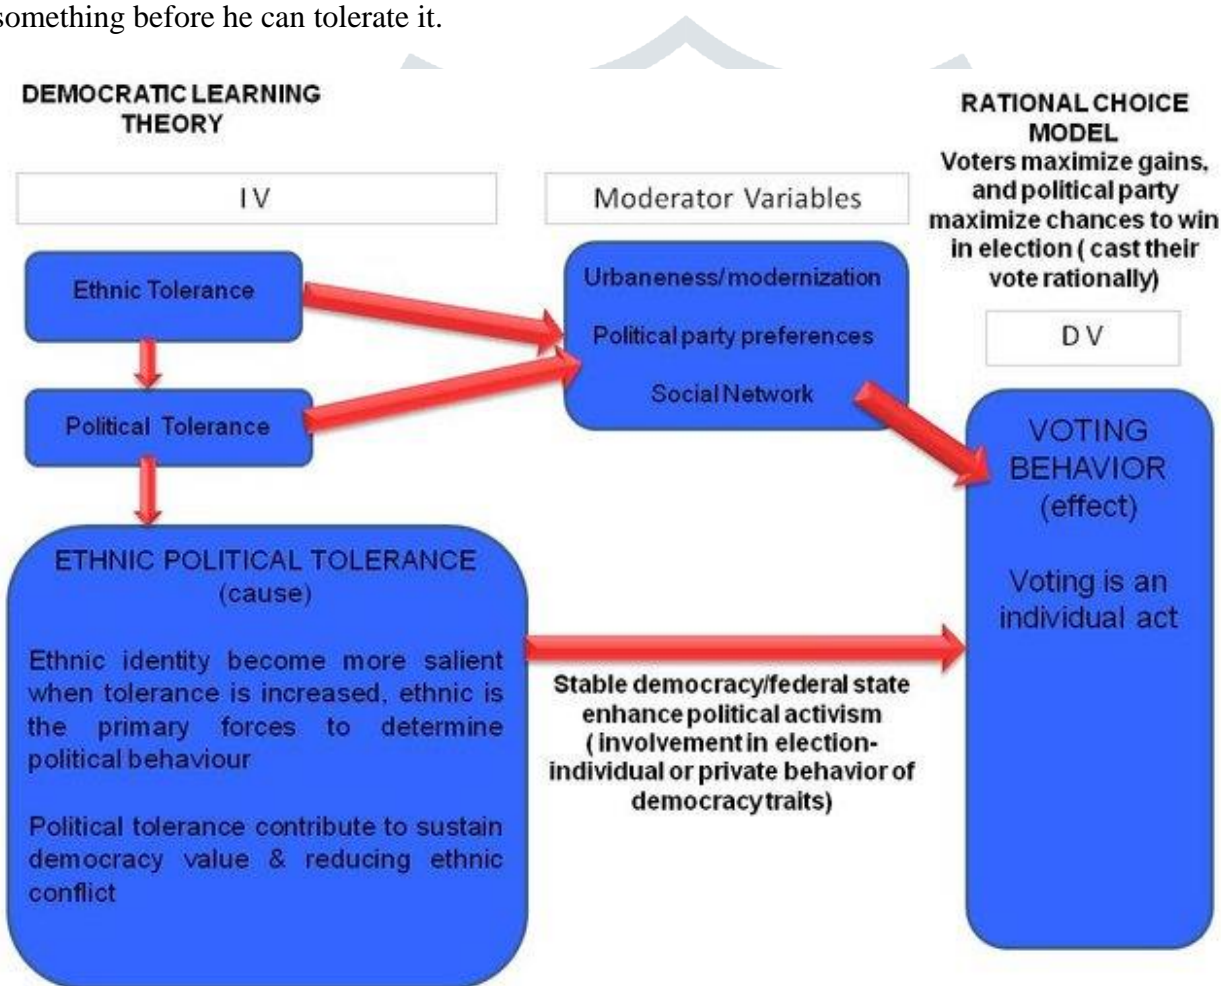 something before he can tolerate it.
DEMOCRATIC LEARNING
THEORY
I V
Ethnic Tolerance
Political Tolerance
ETHNIC POLITICAL TOLERANCE
(cause)
Ethnic identity become more salient
when tolerance is increased, ethnic is
the primary forces to determine
political behaviour
Political tolerance contribute to sustain
democracy value & reducing ethnic
conflict
Moderator Variables
Urbaneness/modernization
Political party preferences
Social Network
Stable democracy/federal state
enhance political activism
( involvement in election-
individual or private behavior of
democracy traits)
RATIONAL CHOICE
MODEL
Voters maximize gains,
and political party
maximize chances to win
in election ( cast their
vote rationally)
D V
VOTING
BEHAVIOR
(effect)
Voting is an
individual act